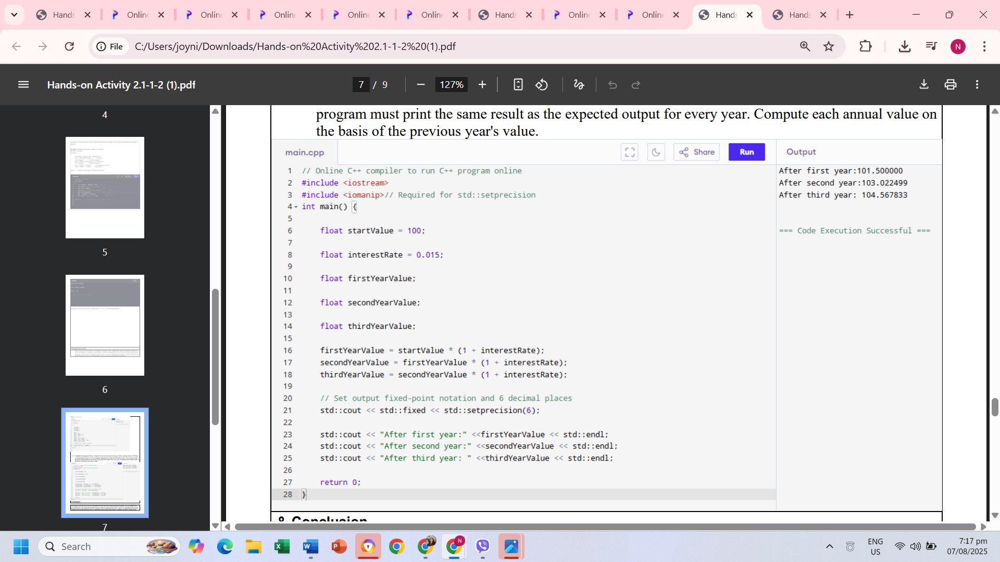 Hands
Online
Online
Online
Online
Online
Hands
Online
Online
Hands
Hands
File
C:/Users/joyni/Downloads/Hands-on%20Activity%202.1-1-2%20(1).pdf
N
Hands-on Activity 2.1-1-2 (1).pdf
7 / 9
127%
4
5
6
7
program must print the same result as the expected output for every year. Compute each annual value on
the basis of the previous year's value.
main.cpp
Share
Run
Output
1 // Online C++ compiler to run C++ program online
2 #include <iostream>
3 #include <iomanip>// Required for std::setprecision
4 int main() {
5
6 float startValue = 100;
7
8 float interestRate = 0.015;
9
10 float firstYearValue;
11
12 float secondYearValue;
13
14 float thirdYearValue;
15
16 firstYearValue = startValue * (1 + interestRate);
17 secondYearValue = firstYearValue * (1 + interestRate);
18 thirdYearValue = secondYearValue * (1 + interestRate);
19
20 // Set output fixed-point notation and 6 decimal places
21 std::cout << std::fixed << std::setprecision(6);
22
23 std::cout << "After first year:" <<firstYearValue << std::endl;
24 std::cout << "After second year:" <<secondYearValue << std::endl;
25 std::cout << "After third year: " <<thirdYearValue << std::endl;
26
27 return 0;
28 }
After first year:101.500000
After second year:103.022499
After third year: 104.567833
=== Code Execution Successful ===
8. Conclusion
Search
N
ENG
US
7:17 pm
07/08/2025